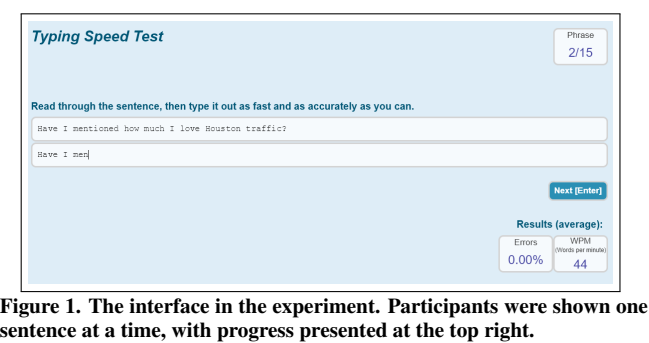 Typing Speed Test
Phrase
2/15
Read through the sentence, then type it out as fast and as accurately as you can.
Have I mentioned how much I love Houston traffic?
Have I men
Next [Enter]
Results (average):
Errors
0.00%
WPM
(Words per minute)
44
Figure 1. The interface in the experiment. Participants were shown one
sentence at a time, with progress presented at the top right.